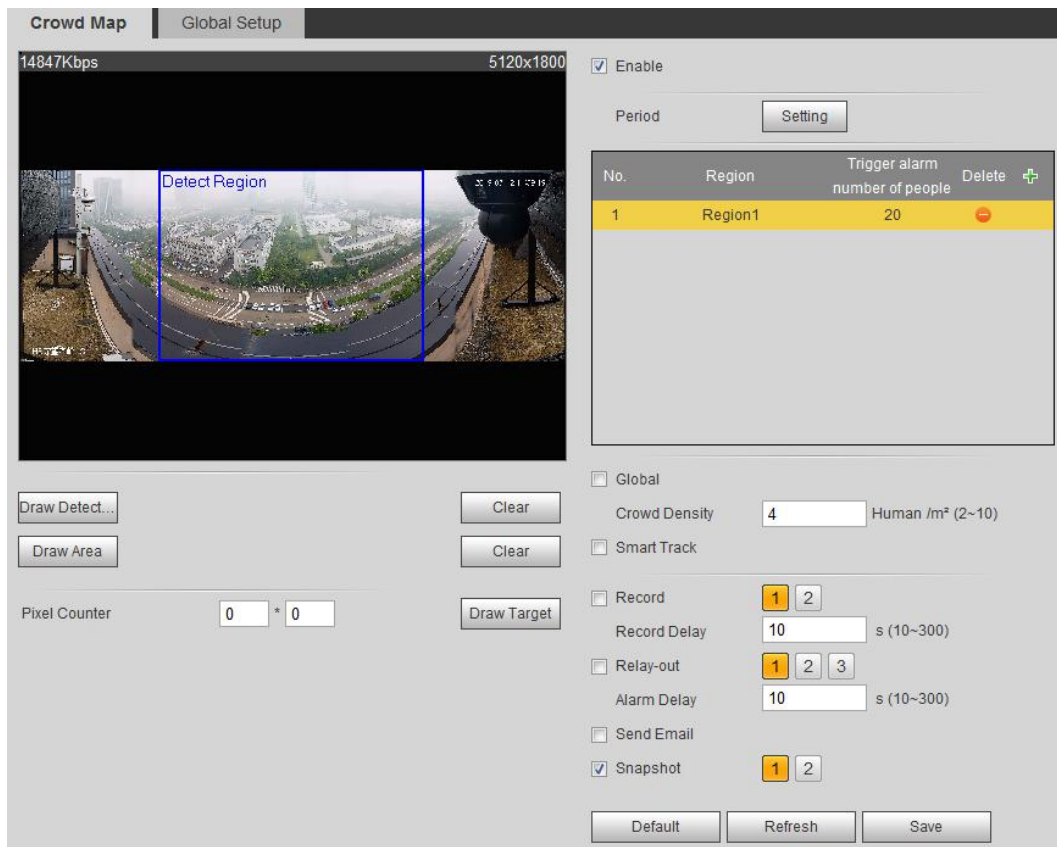 Crowd Map
Global Setup
14847Kbps
5120x1800
Detect Region
Enable
Period
Setting
No.
Region
Trigger alarm
number of people
Delete
1
Region1
20
Draw Detect...
Clear
Draw Area
Clear
Pixel Counter
0 * 0
Draw Target
Global
Crowd Density
4
Human /m² (2~10)
Smart Track
Record
1 2
Record Delay
10
s (10~300)
Relay-out
1 2 3
Alarm Delay
10
s (10~300)
Send Email
Snapshot
1 2
Default
Refresh
Save